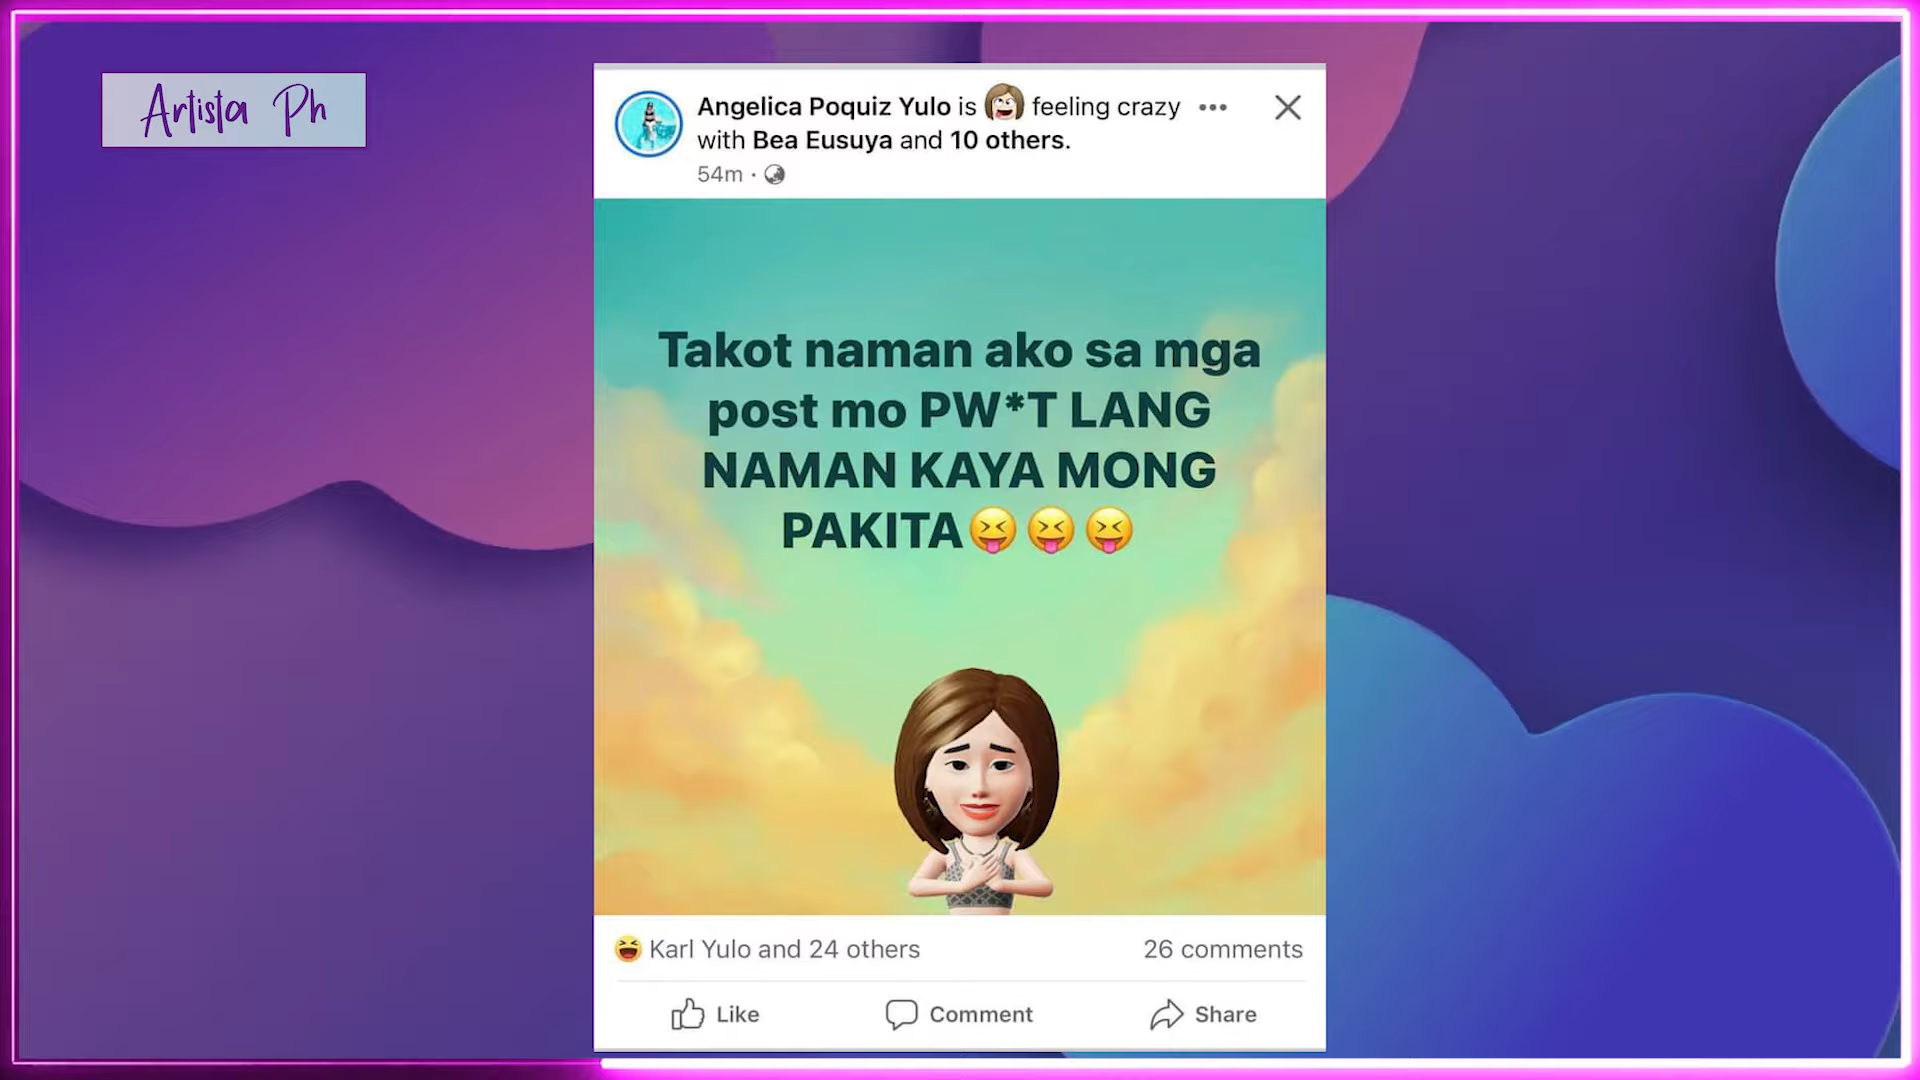 Artista Ph
Angelica Poquiz Yulo is feeling crazy
with Bea Eusuya and 10 others.
54m ·
Takot naman ako sa mga
post mo PW*T LANG
NAMAN KAYA MONG
PAKITA😝😝😝
Karl Yulo and 24 others
26 comments
Like
Comment
Share